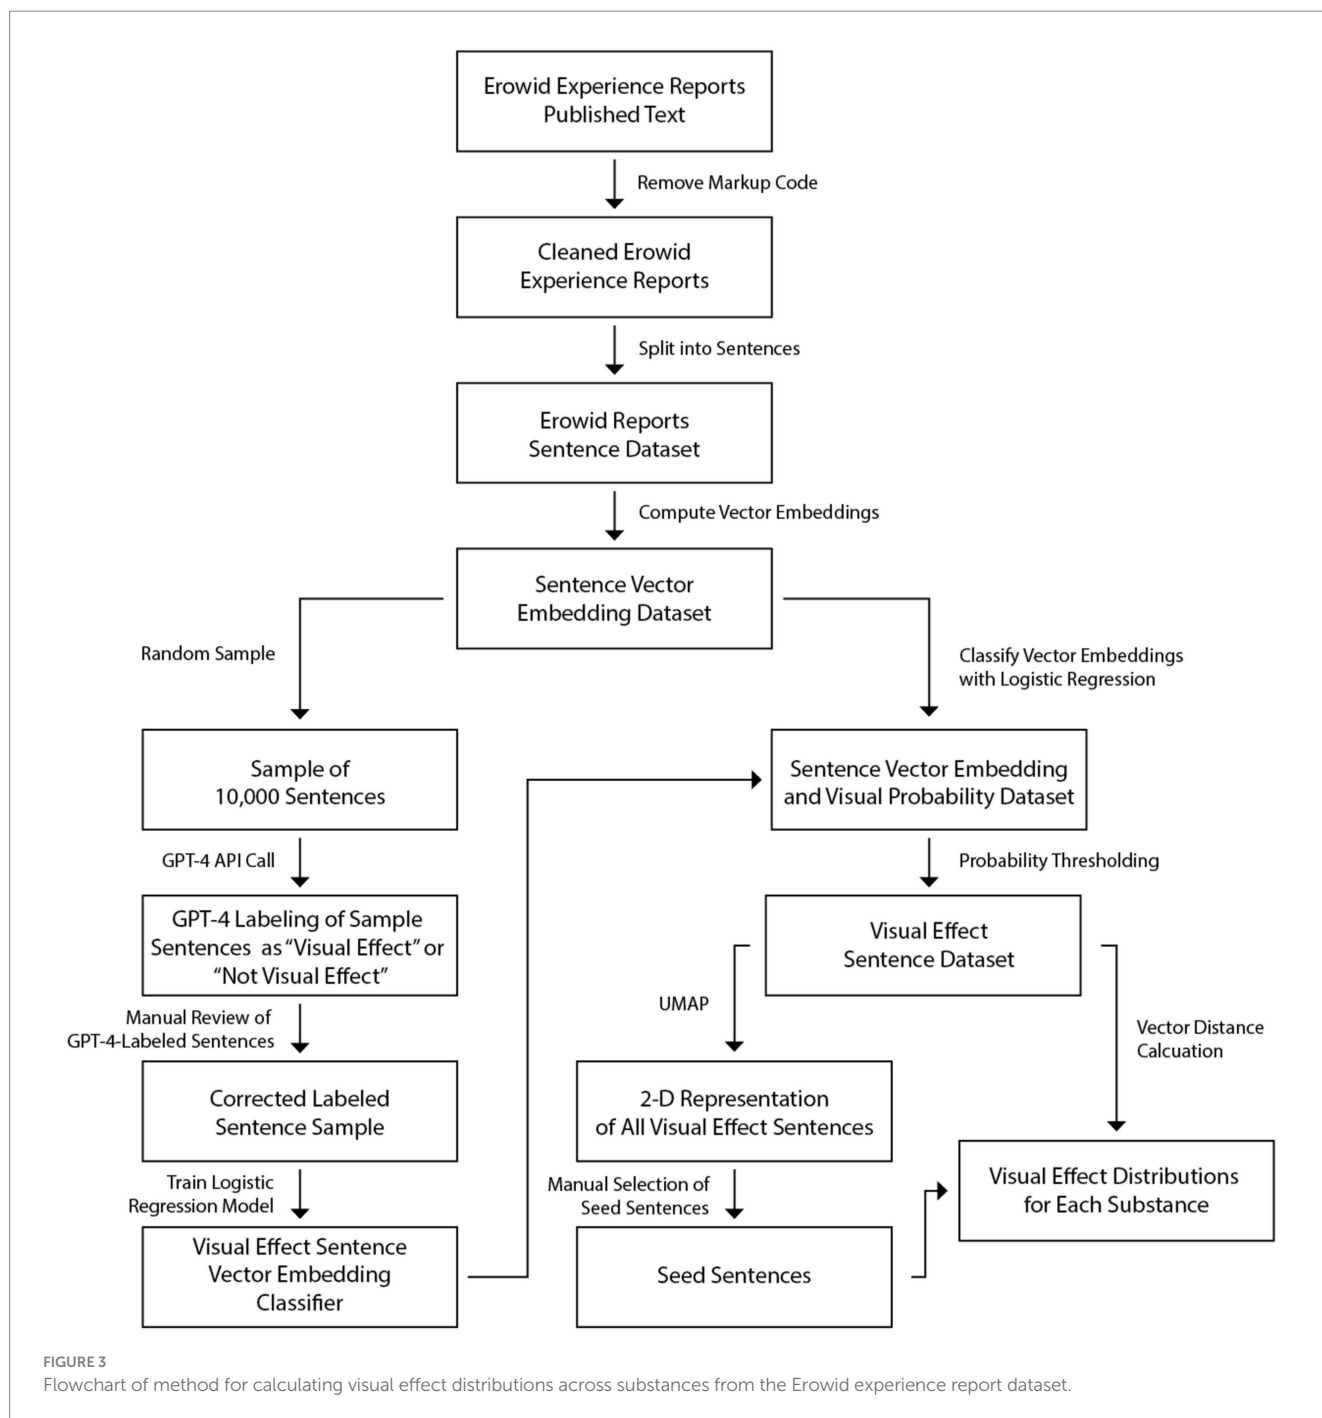 Erowid Experience Reports
Published Text
Remove Markup Code
Cleaned Erowid
Experience Reports
Split into Sentences
Erowid Reports
Sentence Dataset
Compute Vector Embeddings
Sentence Vector
Embedding Dataset
Random Sample
Classify Vector Embeddings
with Logistic Regression
Sample of
10,000 Sentences
Sentence Vector Embedding
and Visual Probability Dataset
GPT-4 API Call
Probability Thresholding
GPT-4 Labeling of Sample
Sentences as “Visual Effect” or
“Not Visual Effect”
Visual Effect
Sentence Dataset
UMAP
Manual Review of
GPT-4-Labeled Sentences
Vector Distance
Calcuation
Corrected Labeled
Sentence Sample
2-D Representation
of All Visual Effect Sentences
Train Logistic
Regression Model
Manual Selection of
Seed Sentences
Visual Effect Distributions
for Each Substance
Visual Effect Sentence
Vector Embedding
Classifier
Seed Sentences
FIGURE 3
Flowchart of method for calculating visual effect distributions across substances from the Erowid experience report dataset.